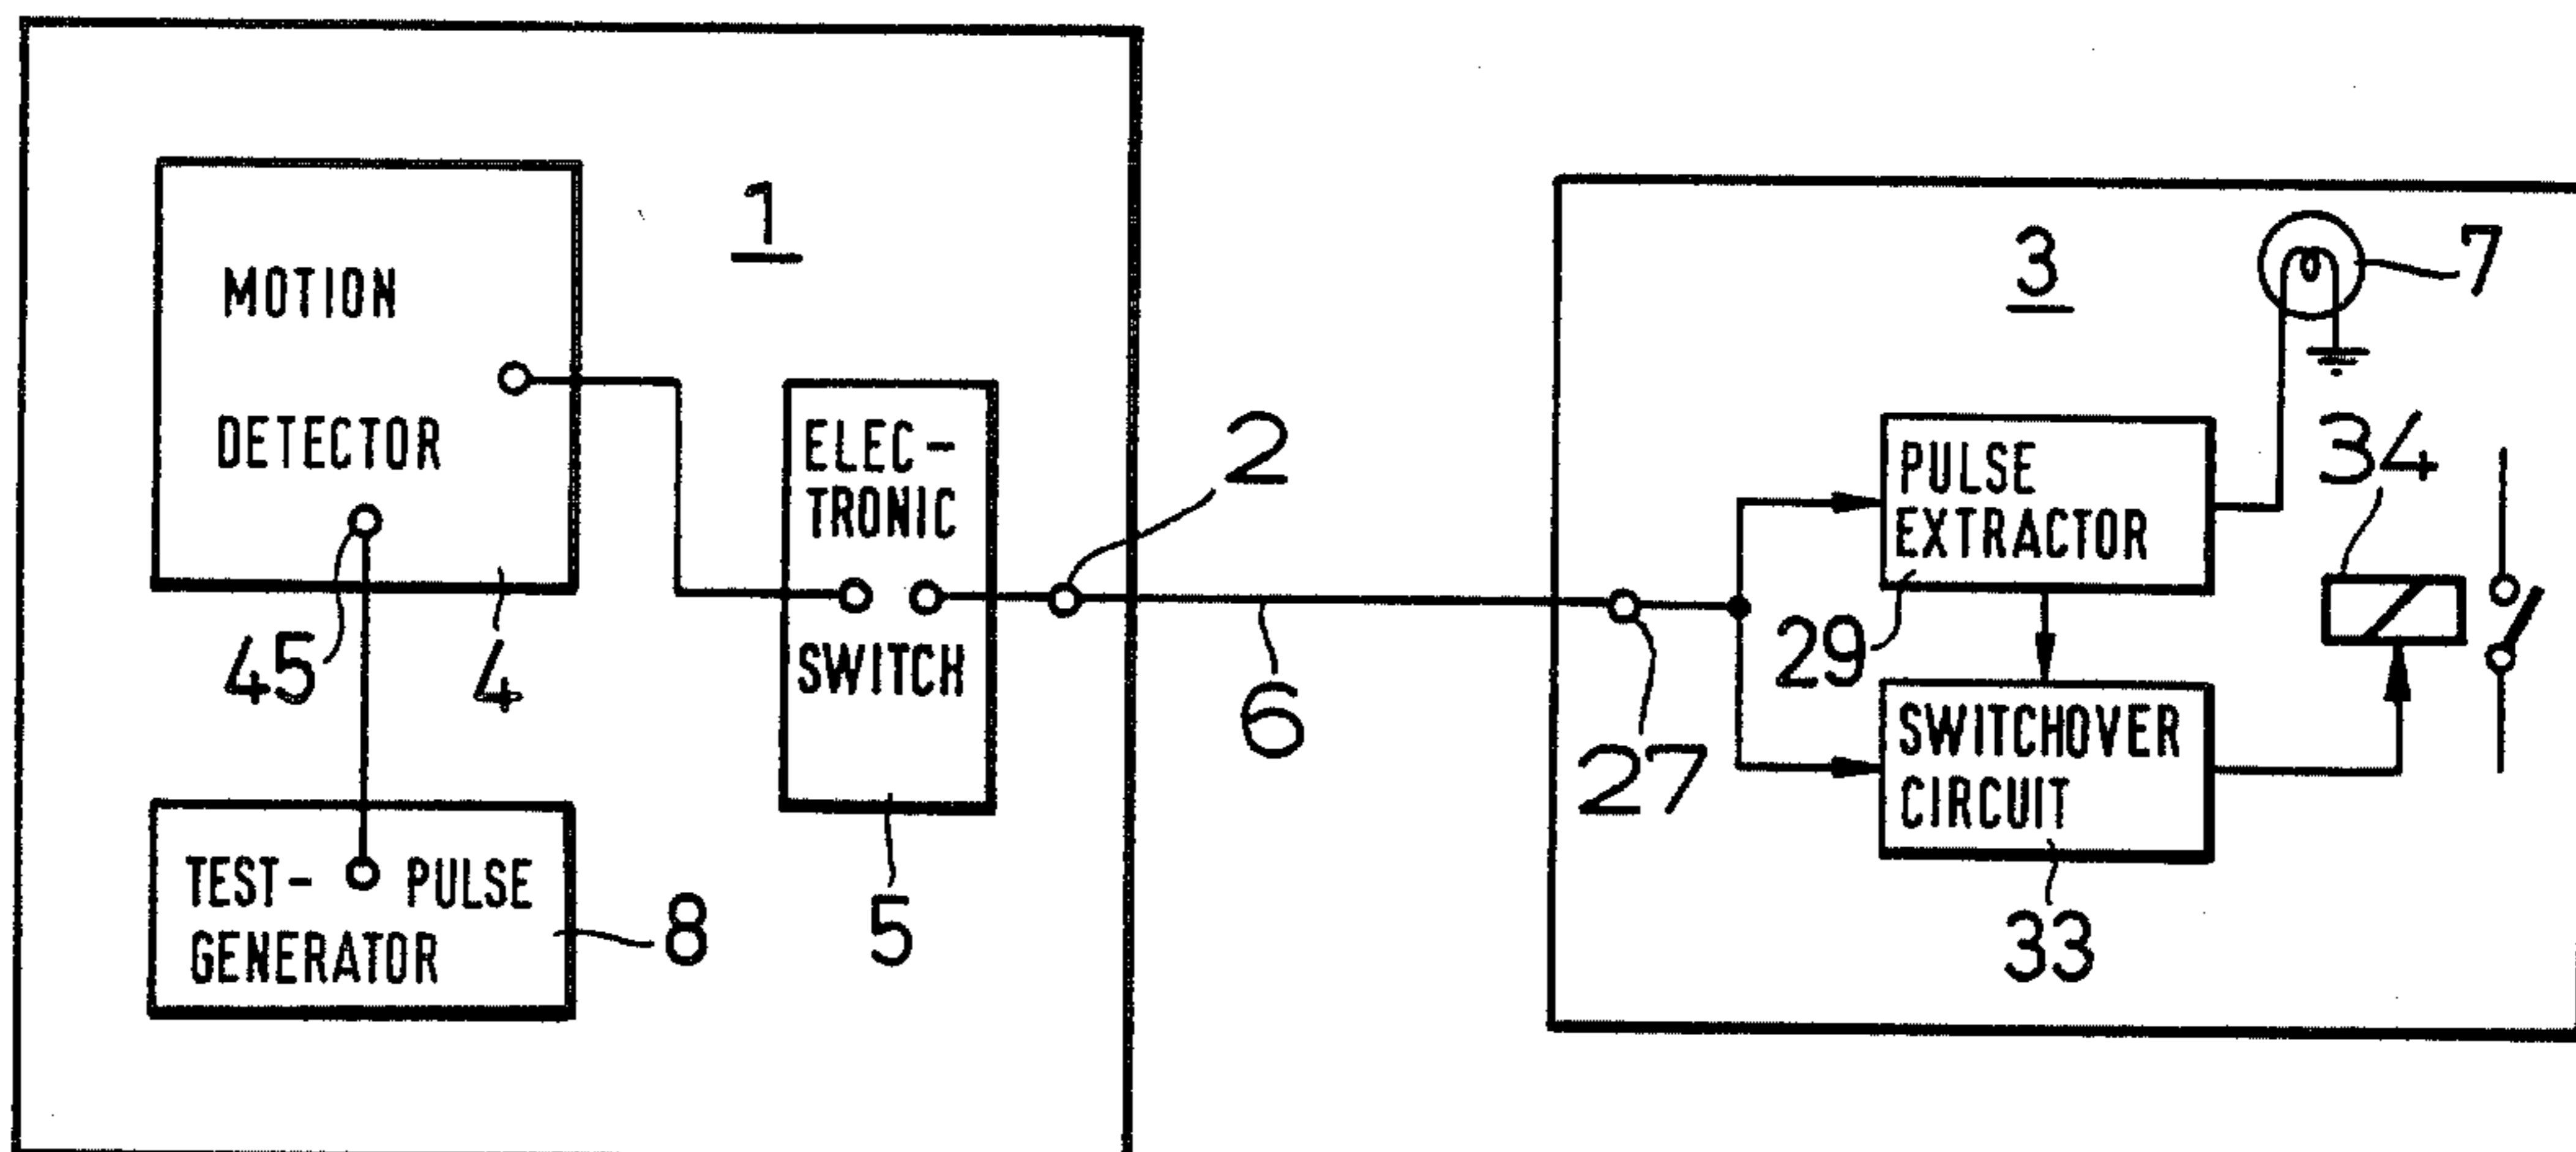 1
MOTION
DETECTOR
45
4
TEST- PULSE
GENERATOR
8
ELEC-
TRONIC
SWITCH
5
2
6
3
7
27
PULSE
EXTRACTOR
29
34
SWITCHOVER
CIRCUIT
33